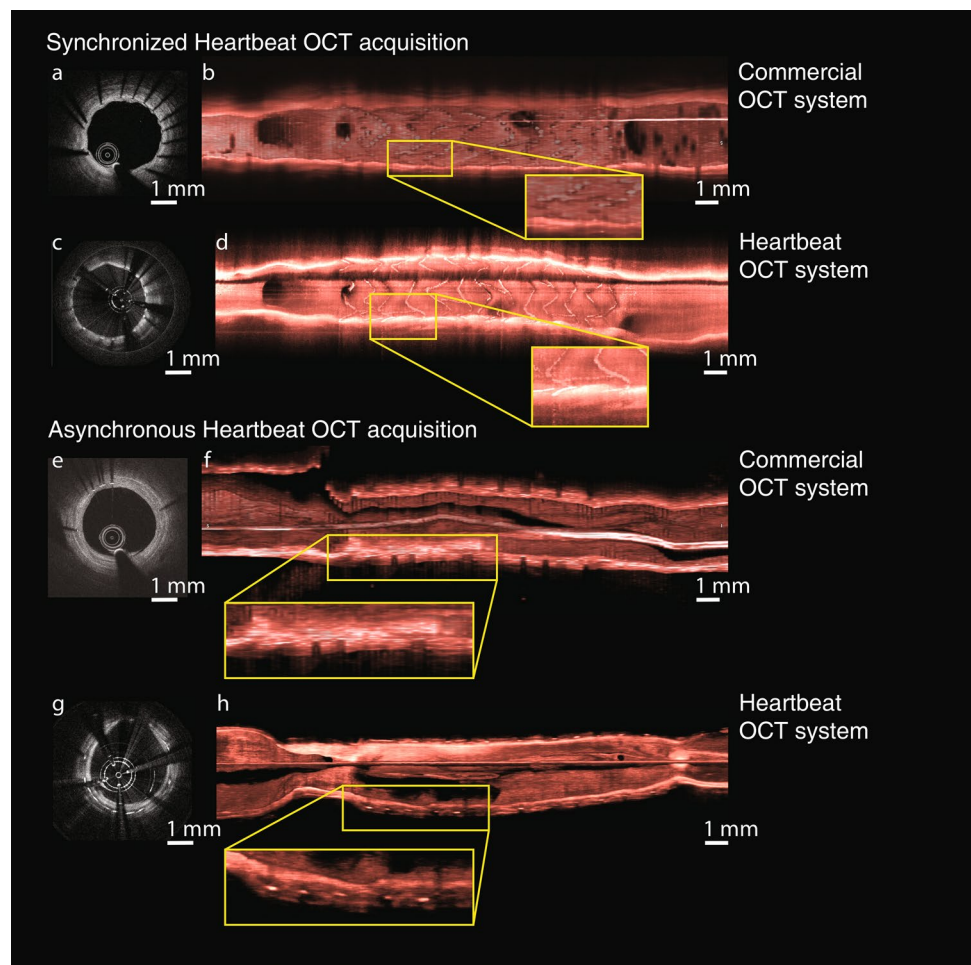 Synchronized Heartbeat OCT acquisition
a
b
Commercial
OCT system
1 mm
1 mm
c
d
Heartbeat
OCT system
1 mm
1 mm
Asynchronous Heartbeat OCT acquisition
e
f
Commercial
OCT system
1 mm
1 mm
g
h
Heartbeat
OCT system
1 mm
1 mm